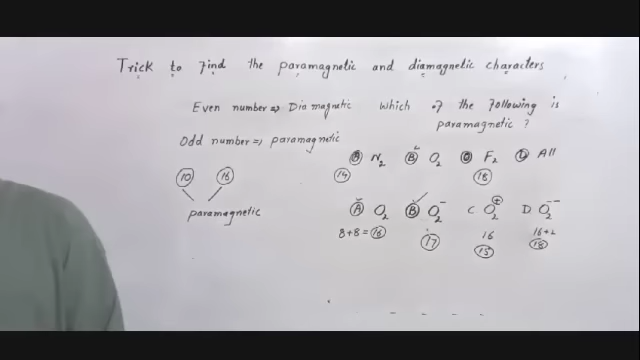 Trick to Find the paramagnetic and diamagnetic characters
Even number ⇒ Diamagnetic
Odd number ⇒ paramagnetic
10 16
paramagnetic
Which of the following is
paramagnetic ?
N₂ B O₂ F₂ All
14 18
A O₂ B O₂⁻ C O₂⁺ D O₂⁻⁻
8+8=16 17 16 16+2
15 18